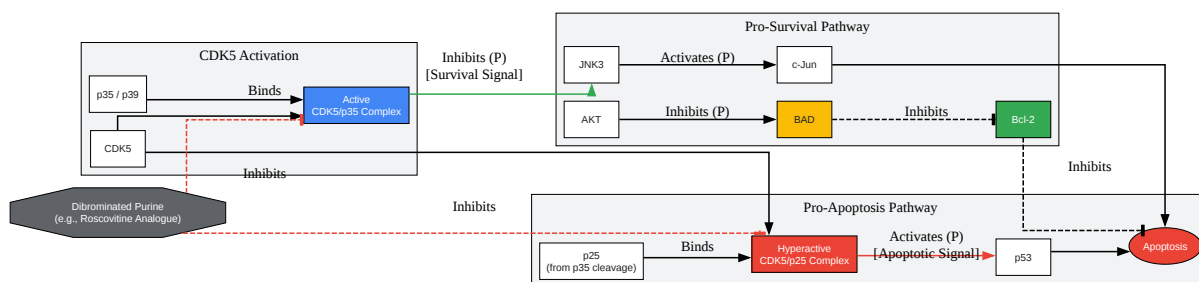 Pro-Survival Pathway
CDK5 Activation
Inhibits (P)
[Survival Signal]
JNK3
Activates (P)
c-Jun
p35 / p39
Binds
Active
CDK5/p35 Complex
AKT
Inhibits (P)
BAD
Inhibits
Bcl-2
CDK5
Inhibits
Inhibits
Dibrominated Purine
(e.g., Roscovitine Analogue)
Inhibits
Pro-Apoptosis Pathway
p25
(from p35 cleavage)
Binds
Hyperactive
CDK5/p25 Complex
Activates (P)
[Apoptotic Signal]
p53
Apoptosis